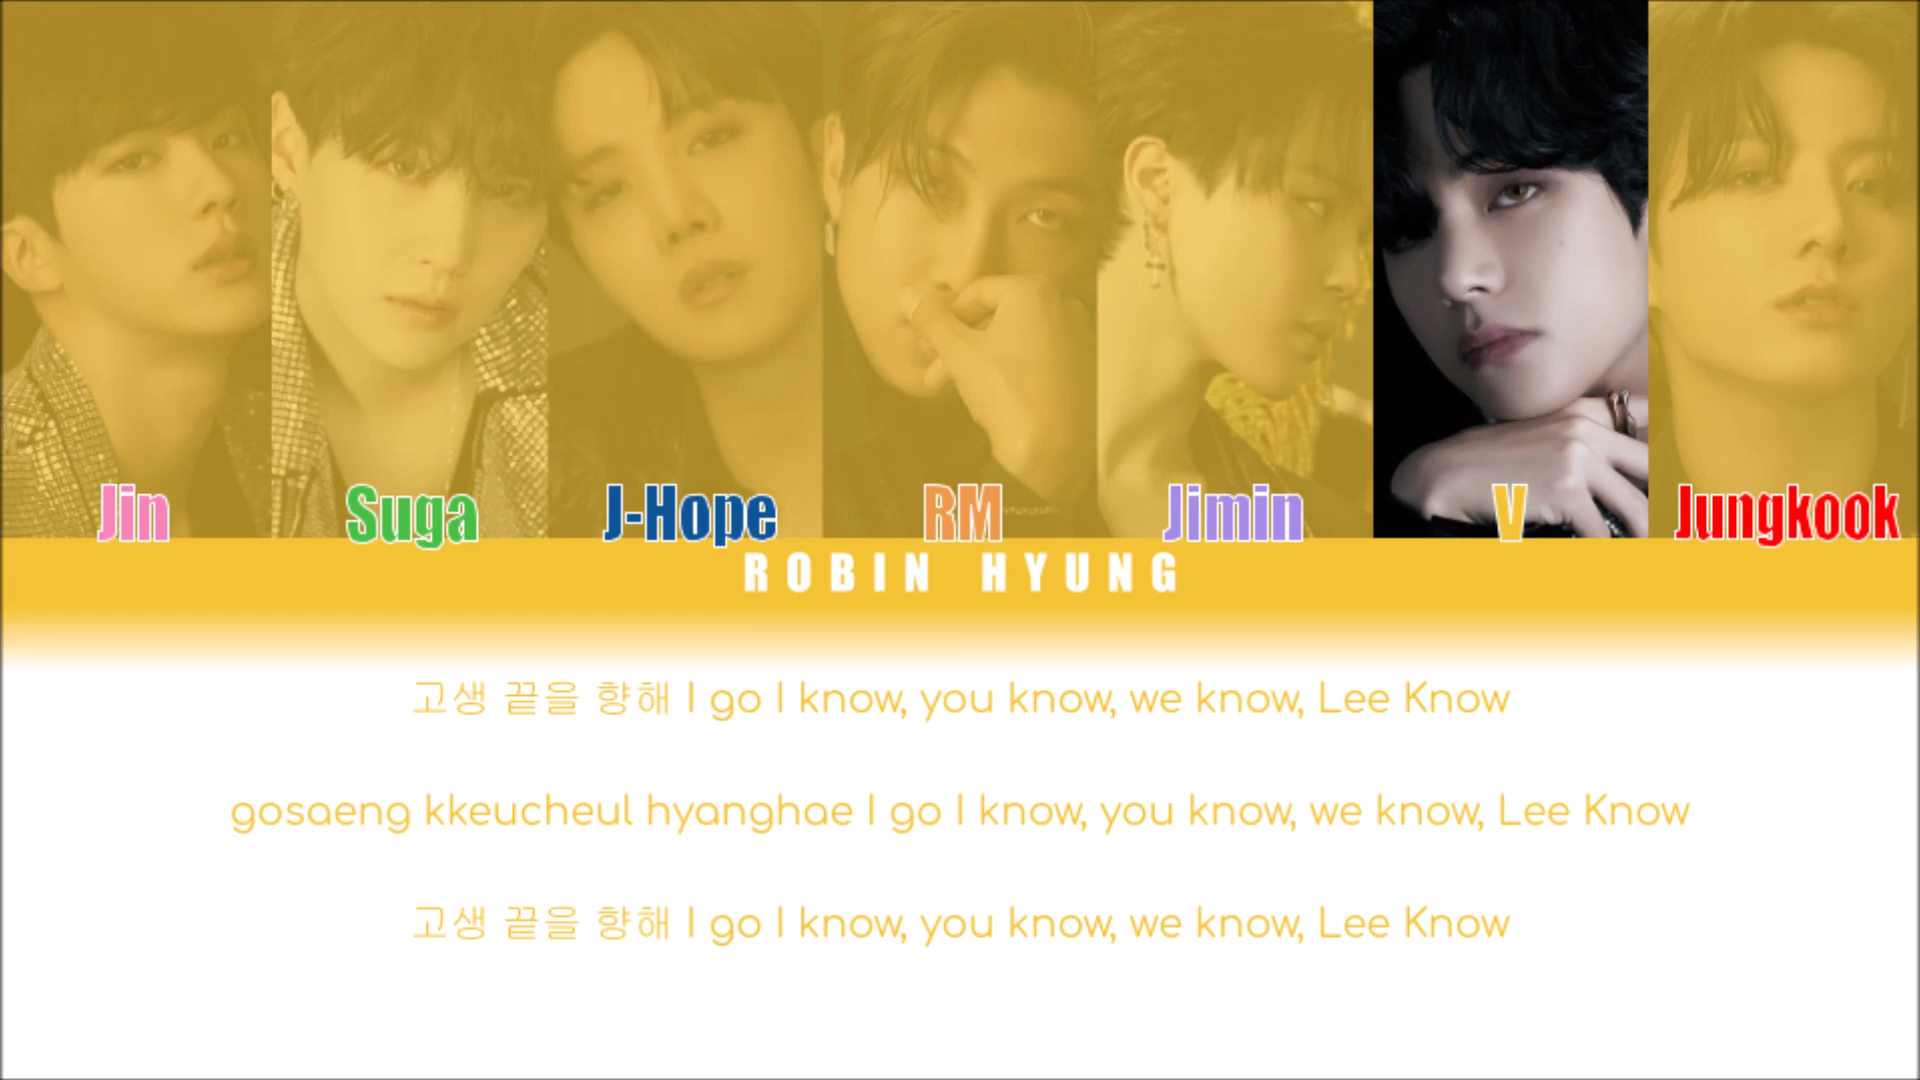 Jin Suga J-Hope RM Jimin V Jungkook
ROBIN HYUNG
고생 끝을 향해 I go I know, you know, we know, Lee Know
gosaeng kkeucheul hyanghae I go I know, you know, we know, Lee Know
고생 끝을 향해 I go I know, you know, we know, Lee Know